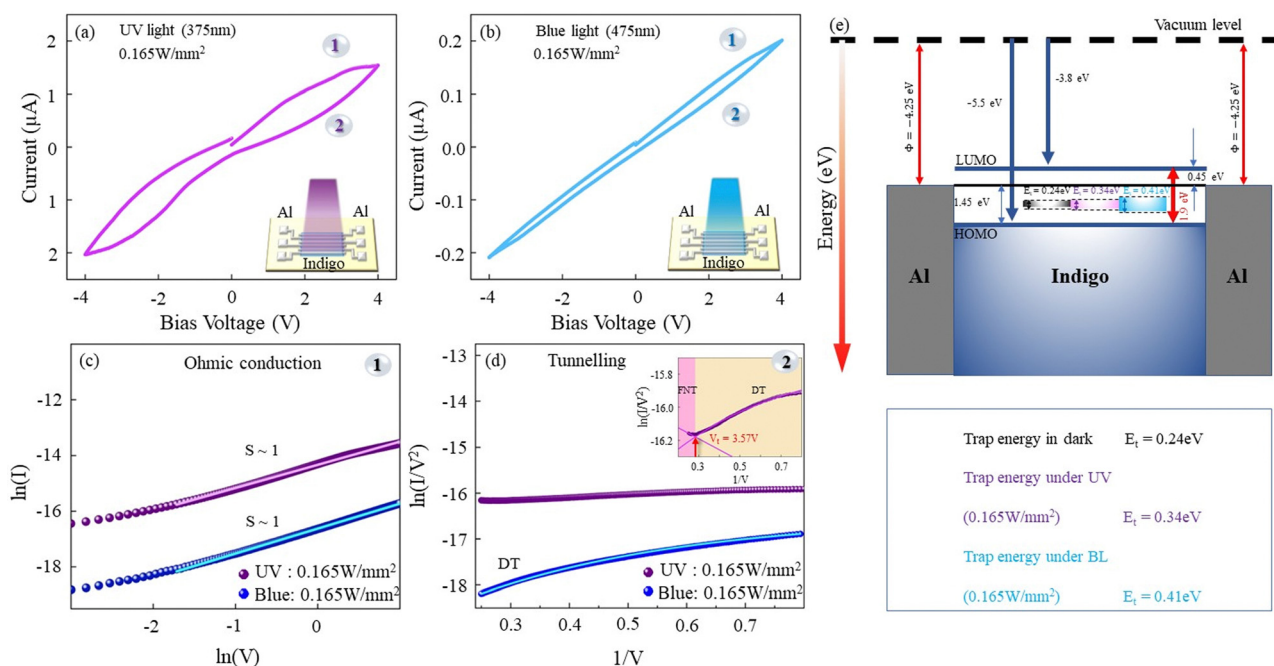 (a)
UV light (375nm)
0.165W/mm²
1
2
Al
Al
Indigo
2
1
0.0
1
2
Current (µA)
-4
-2
0
2
4
Bias Voltage (V)
(b)
Blue light (475nm)
0.165W/mm²
1
2
Al
Al
Indigo
0.2
0.1
0.0
-0.1
-0.2
Current (µA)
-4
-2
0
2
4
Bias Voltage (V)
(c)
Ohmic conduction
1
S ~ 1
S ~ 1
UV : 0.165W/mm²
Blue: 0.165W/mm²
-12
-14
-16
-18
ln(I)
-2
-1
0
ln(V)
(d)
Tunnelling
2
-15.8
-16.0
-16.2
ln(I/V²)
FNT
DT
Vₜ = 3.57V
0.3
0.5
0.7
1/V
DT
UV : 0.165W/mm²
Blue: 0.165W/mm²
-13
-14
-15
-16
-17
-18
ln(I/V²)
0.3
0.4
0.5
0.6
0.7
1/V
(e)
Vacuum level
Energy (eV)
Φ = −4.25 eV
-5.5 eV
-3.8 eV
Φ = −4.25 eV
LUMO
0.45 eV
1.45 eV
Eₜ = 0.24eV
Eₜ = 0.34eV
Eₜ = 0.41eV
1.9 eV
HOMO
Al
Indigo
Al
Trap energy in dark Eₜ = 0.24eV
Trap energy under UV
(0.165W/mm²) Eₜ = 0.34eV
Trap energy under BL
(0.165W/mm²) Eₜ = 0.41eV